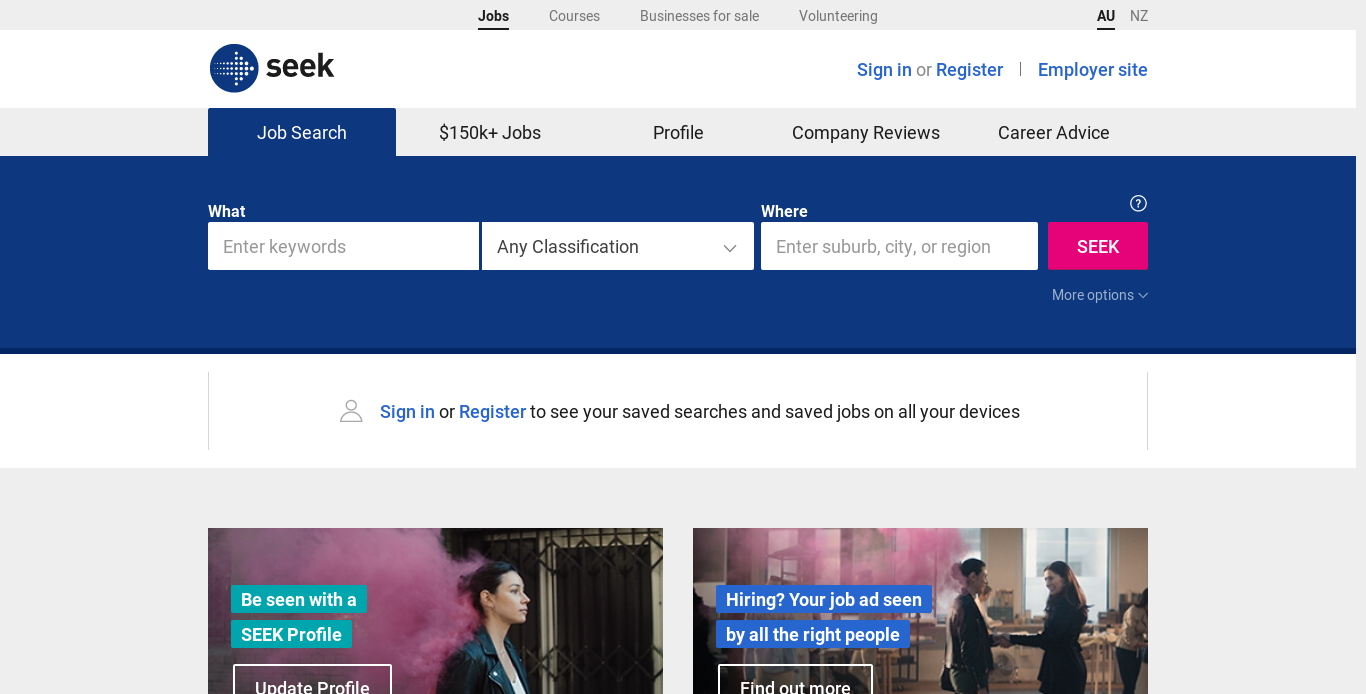 Jobs Courses Businesses for sale Volunteering AU NZ
seek
Sign in or Register Employer site
Job Search $150k+ Jobs Profile Company Reviews Career Advice
What Where ?
Enter keywords Any Classification Enter suburb, city, or region SEEK
More options
Sign in or Register to see your saved searches and saved jobs on all your devices
Be seen with a
SEEK Profile
Update Profile
Hiring? Your job ad seen
by all the right people
Find out more